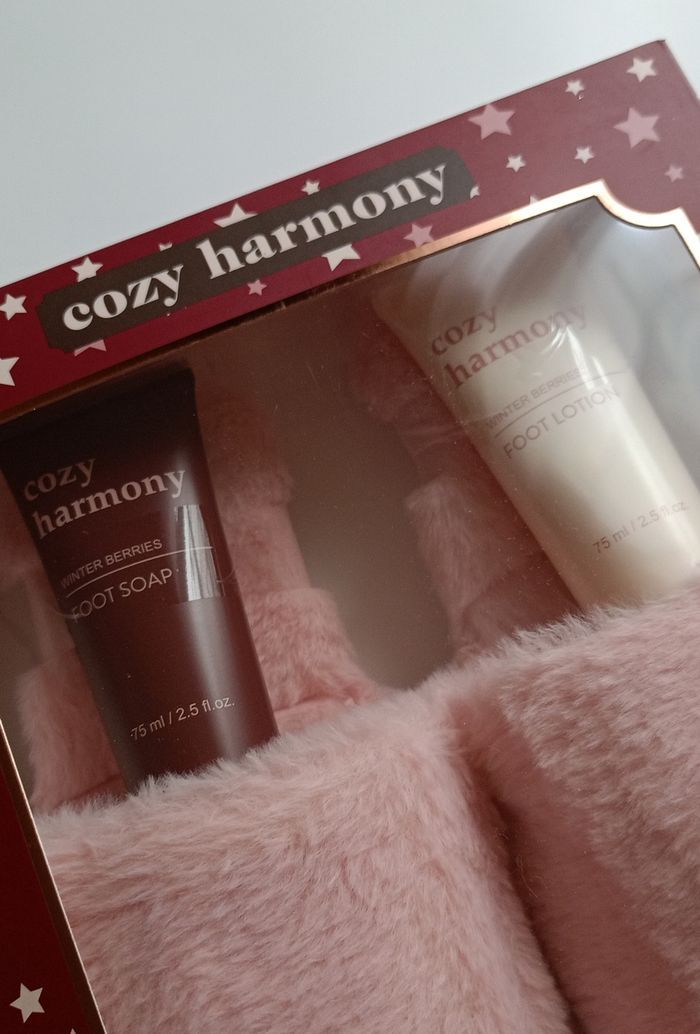 cozy harmony
cozy
harmony
WINTER BERRIES
FOOT LOTION
75 ml / 2.5 fl.oz.
cozy
harmony
WINTER BERRIES
FOOT SOAP
75 ml / 2.5 fl.oz.